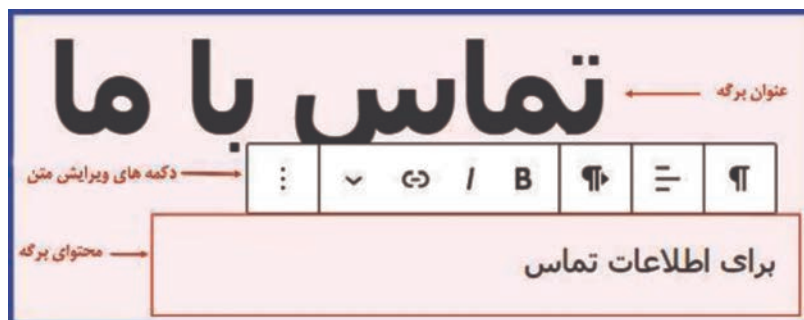 تماس با ما
عنوان برگه
دکمه های ویرایش متن
B I
محتوای برگه
برای اطلاعات تماس